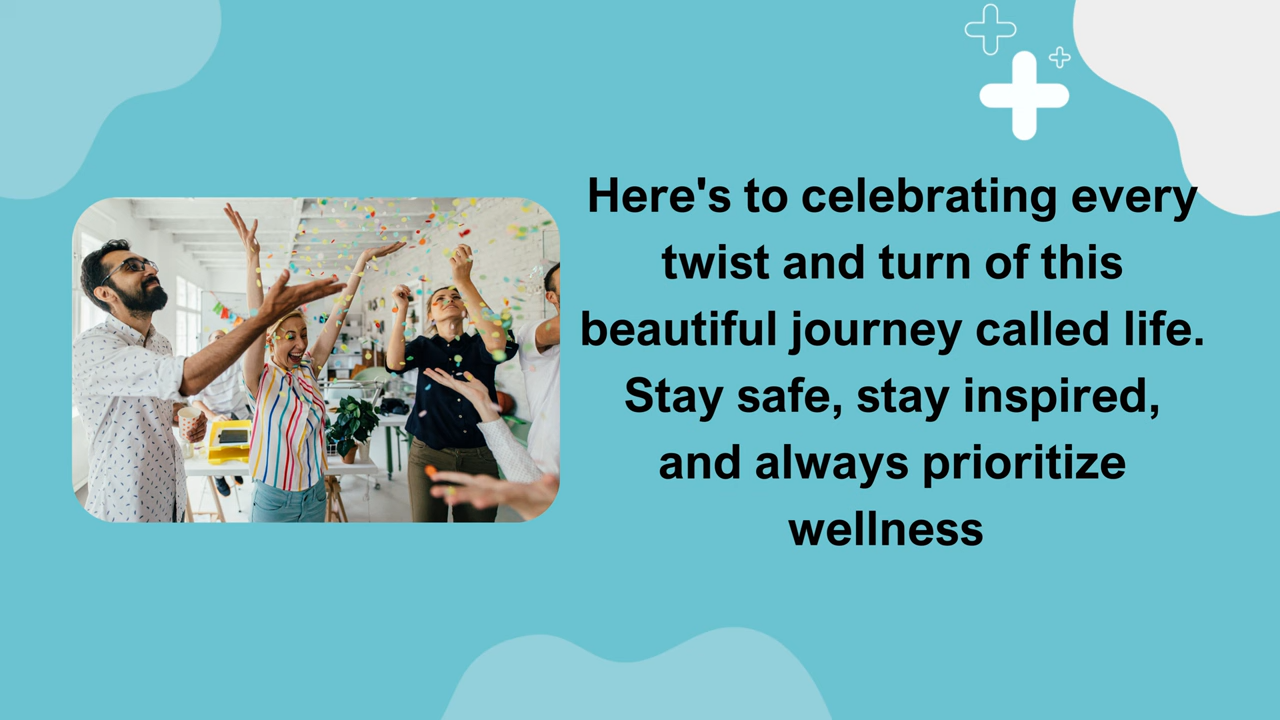 Here's to celebrating every
twist and turn of this
beautiful journey called life.
Stay safe, stay inspired,
and always prioritize
wellness